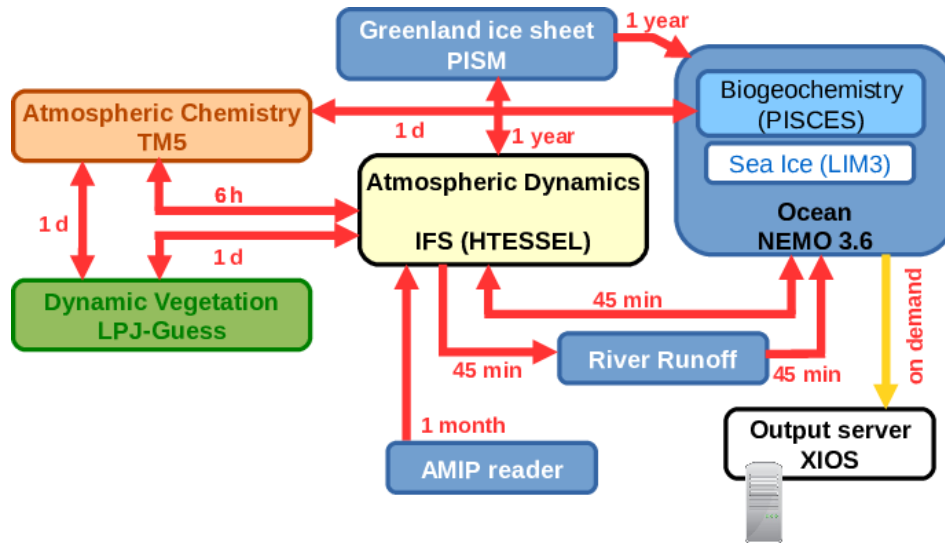 Greenland ice sheet
PISM
1 year
Biogeochemistry
(PISCES)
Sea Ice (LIM3)
Ocean
NEMO 3.6
Atmospheric Chemistry
TM5
1 d
1 year
Atmospheric Dynamics
IFS (HTESSEL)
6 h
1 d
1 d
Dynamic Vegetation
LPJ-Guess
45 min
45 min
River Runoff
45 min
on demand
1 month
AMIP reader
Output server
XIOS